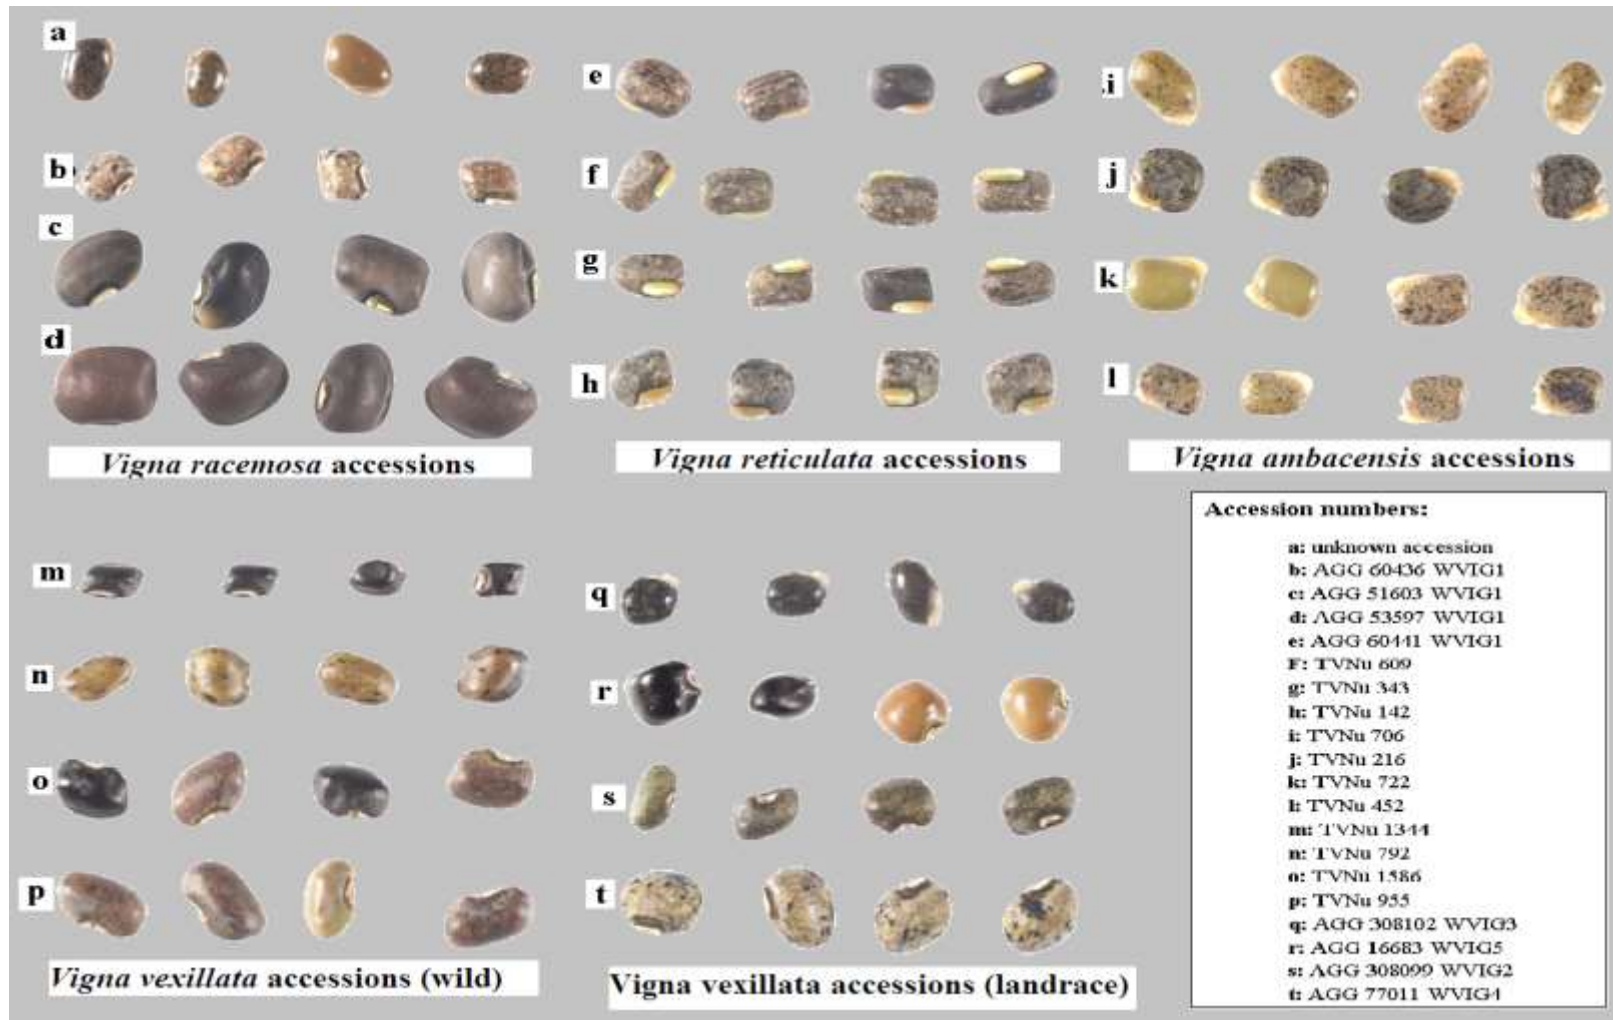 a
b
c
d
Vigna racemosa accessions
e
f
g
h
Vigna reticulata accessions
.i
j
k
l
Vigna ambacensis accessions
m
n
o
p
Vigna vexillata accessions (wild)
q
r
s
t
Vigna vexillata accessions (landrace)
Accession numbers:
a: unknown accession
b: AGG 60436 WVIG1
c: AGG 51603 WVIG1
d: AGG 53597 WVIG1
e: AGG 60441 WVIG1
F: TVNu 609
g: TVNu 343
h: TVNu 142
i: TVNu 706
j: TVNu 216
k: TVNu 722
l: TVNu 452
m: TVNu 1344
n: TVNu 792
o: TVNu 1586
p: TVNu 955
q: AGG 308102 WVIG3
r: AGG 16683 WVIG5
s: AGG 308099 WVIG2
t: AGG 77011 WVIG4